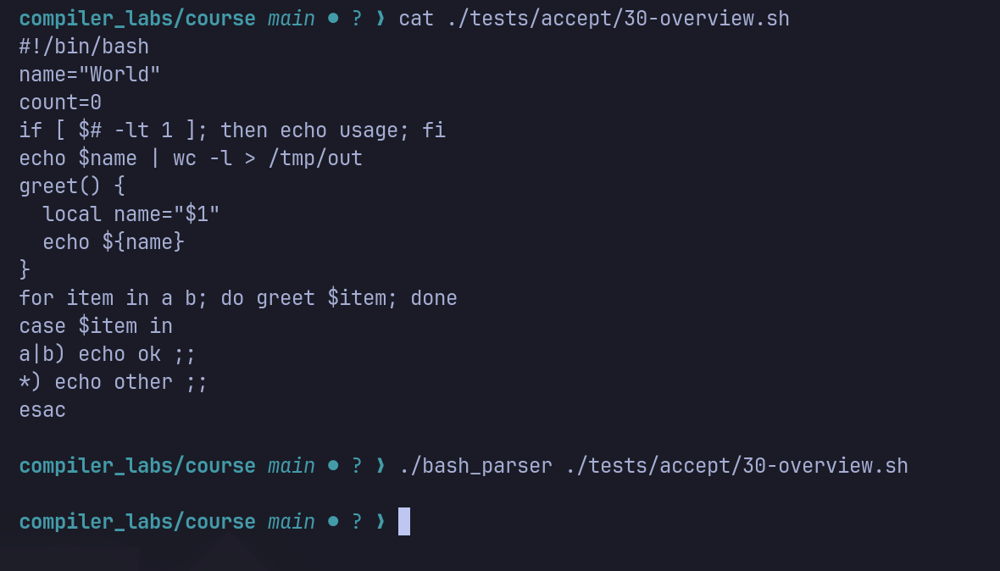 compiler_labs/course main ● ? ❯ cat ./tests/accept/30-overview.sh
#!/bin/bash
name="World"
count=0
if [ $# -lt 1 ]; then echo usage; fi
echo $name | wc -l > /tmp/out
greet() {
  local name="$1"
  echo ${name}
}
for item in a b; do greet $item; done
case $item in
a|b) echo ok ;;
*) echo other ;;
esac
compiler_labs/course main ● ? ❯ ./bash_parser ./tests/accept/30-overview.sh
compiler_labs/course main ● ? ❯